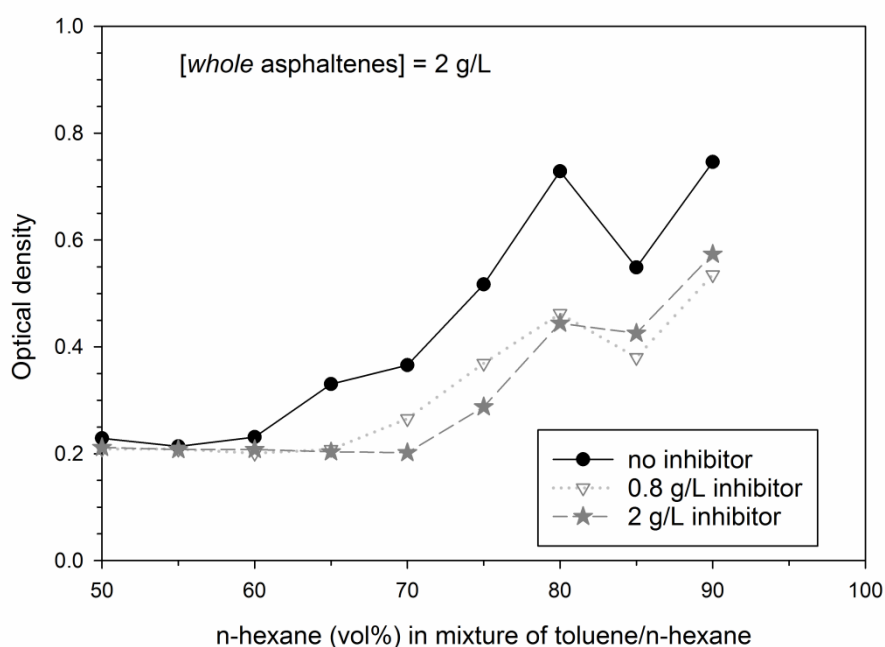 [whole asphaltenes] = 2 g/L
Optical density
1.0
0.8
0.6
0.4
0.2
0.0
no inhibitor
0.8 g/L inhibitor
2 g/L inhibitor
50 60 70 80 90 100
n-hexane (vol%) in mixture of toluene/n-hexane